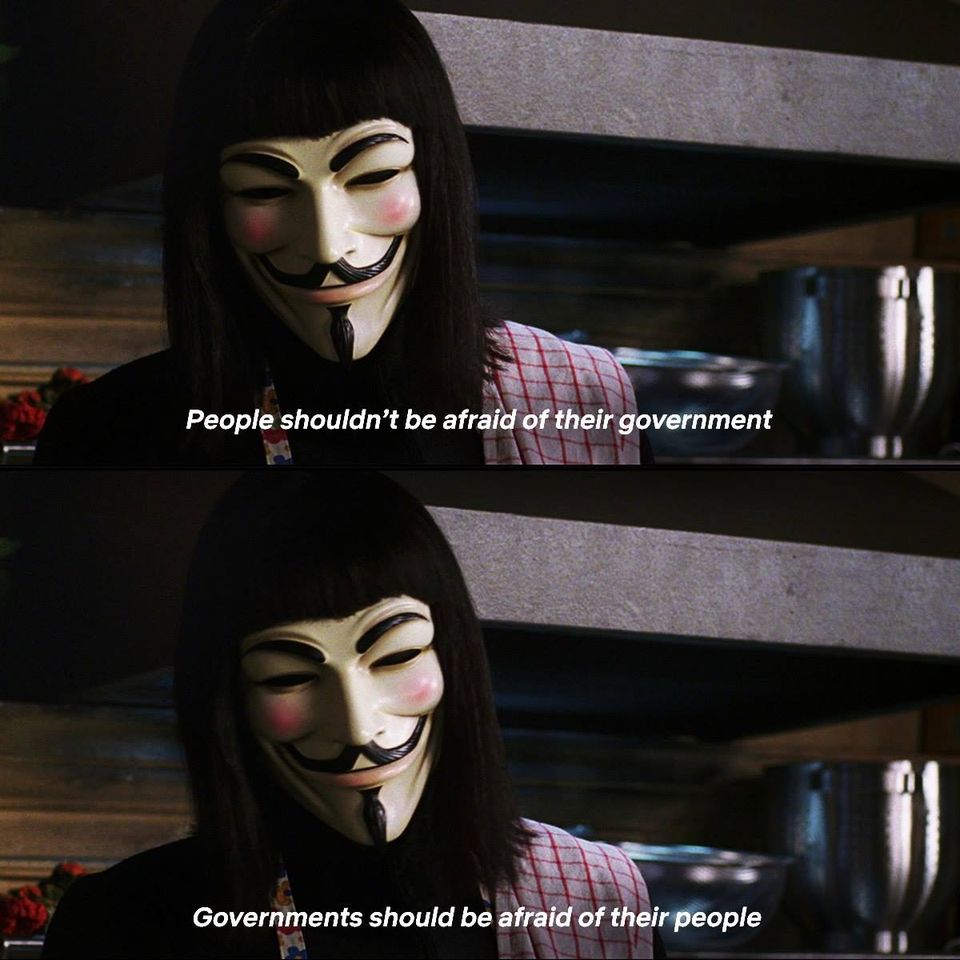 People shouldn’t be afraid of their government
Governments should be afraid of their people